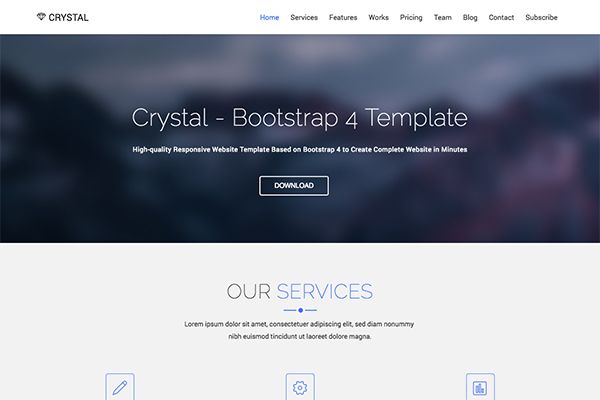 CRYSTAL
Home Services Features Works Pricing Team Blog Contact Subscribe
Crystal - Bootstrap 4 Template
High-quality Responsive Website Template Based on Bootstrap 4 to Create Complete Website in Minutes
DOWNLOAD
OUR SERVICES
Lorem ipsum dolor sit amet, consectetuer adipiscing elit, sed diam nonummy
nibh euismod tincidunt ut laoreet dolore magna.